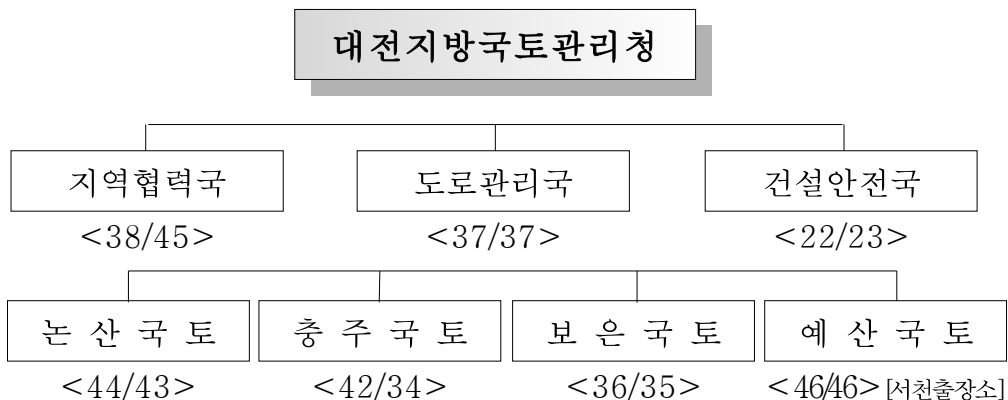 대전지방국토관리청
지역협력국 도로관리국 건설안전국
<38/45> <37/37> <22/23>
논 산 국 토 충 주 국 토 보 은 국 토 예 산 국 토
<44/43> <42/34> <36/35> <46/46> [서천출장소]